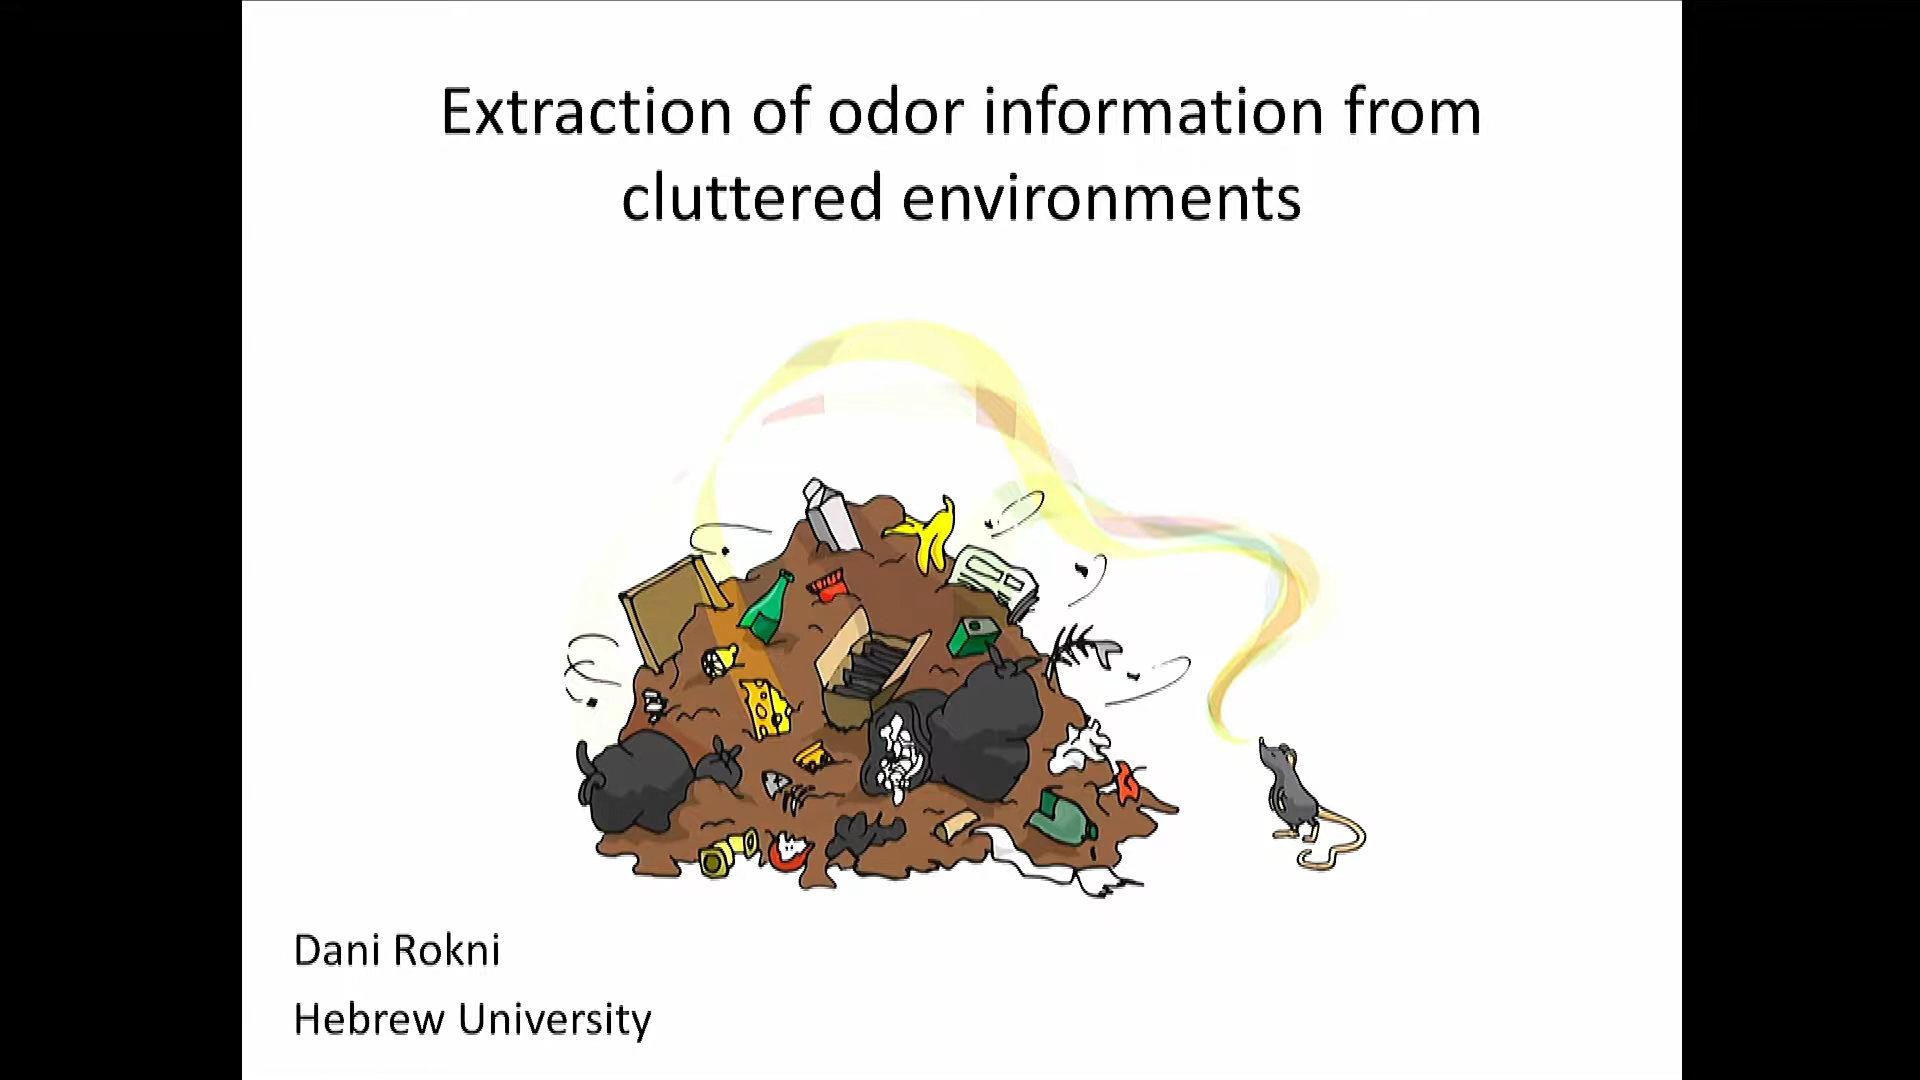 Extraction of odor information from
cluttered environments
Dani Rokni
Hebrew University